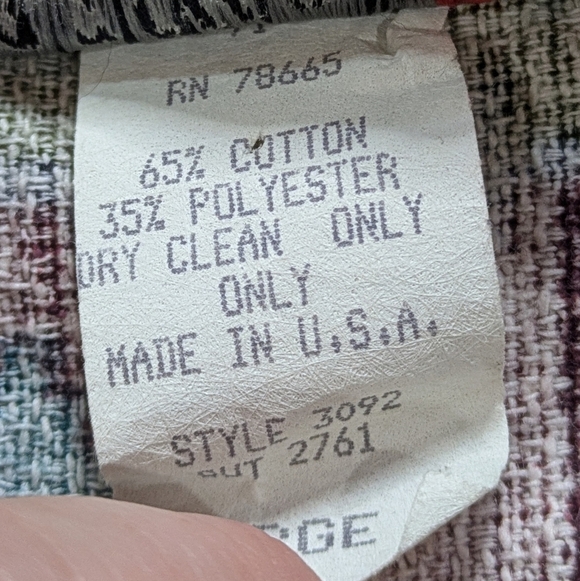 RN 78665
65% COTTON
35% POLYESTER
DRY CLEAN ONLY
ONLY
MADE IN U.S.A.
STYLE 3092
CUT 2761